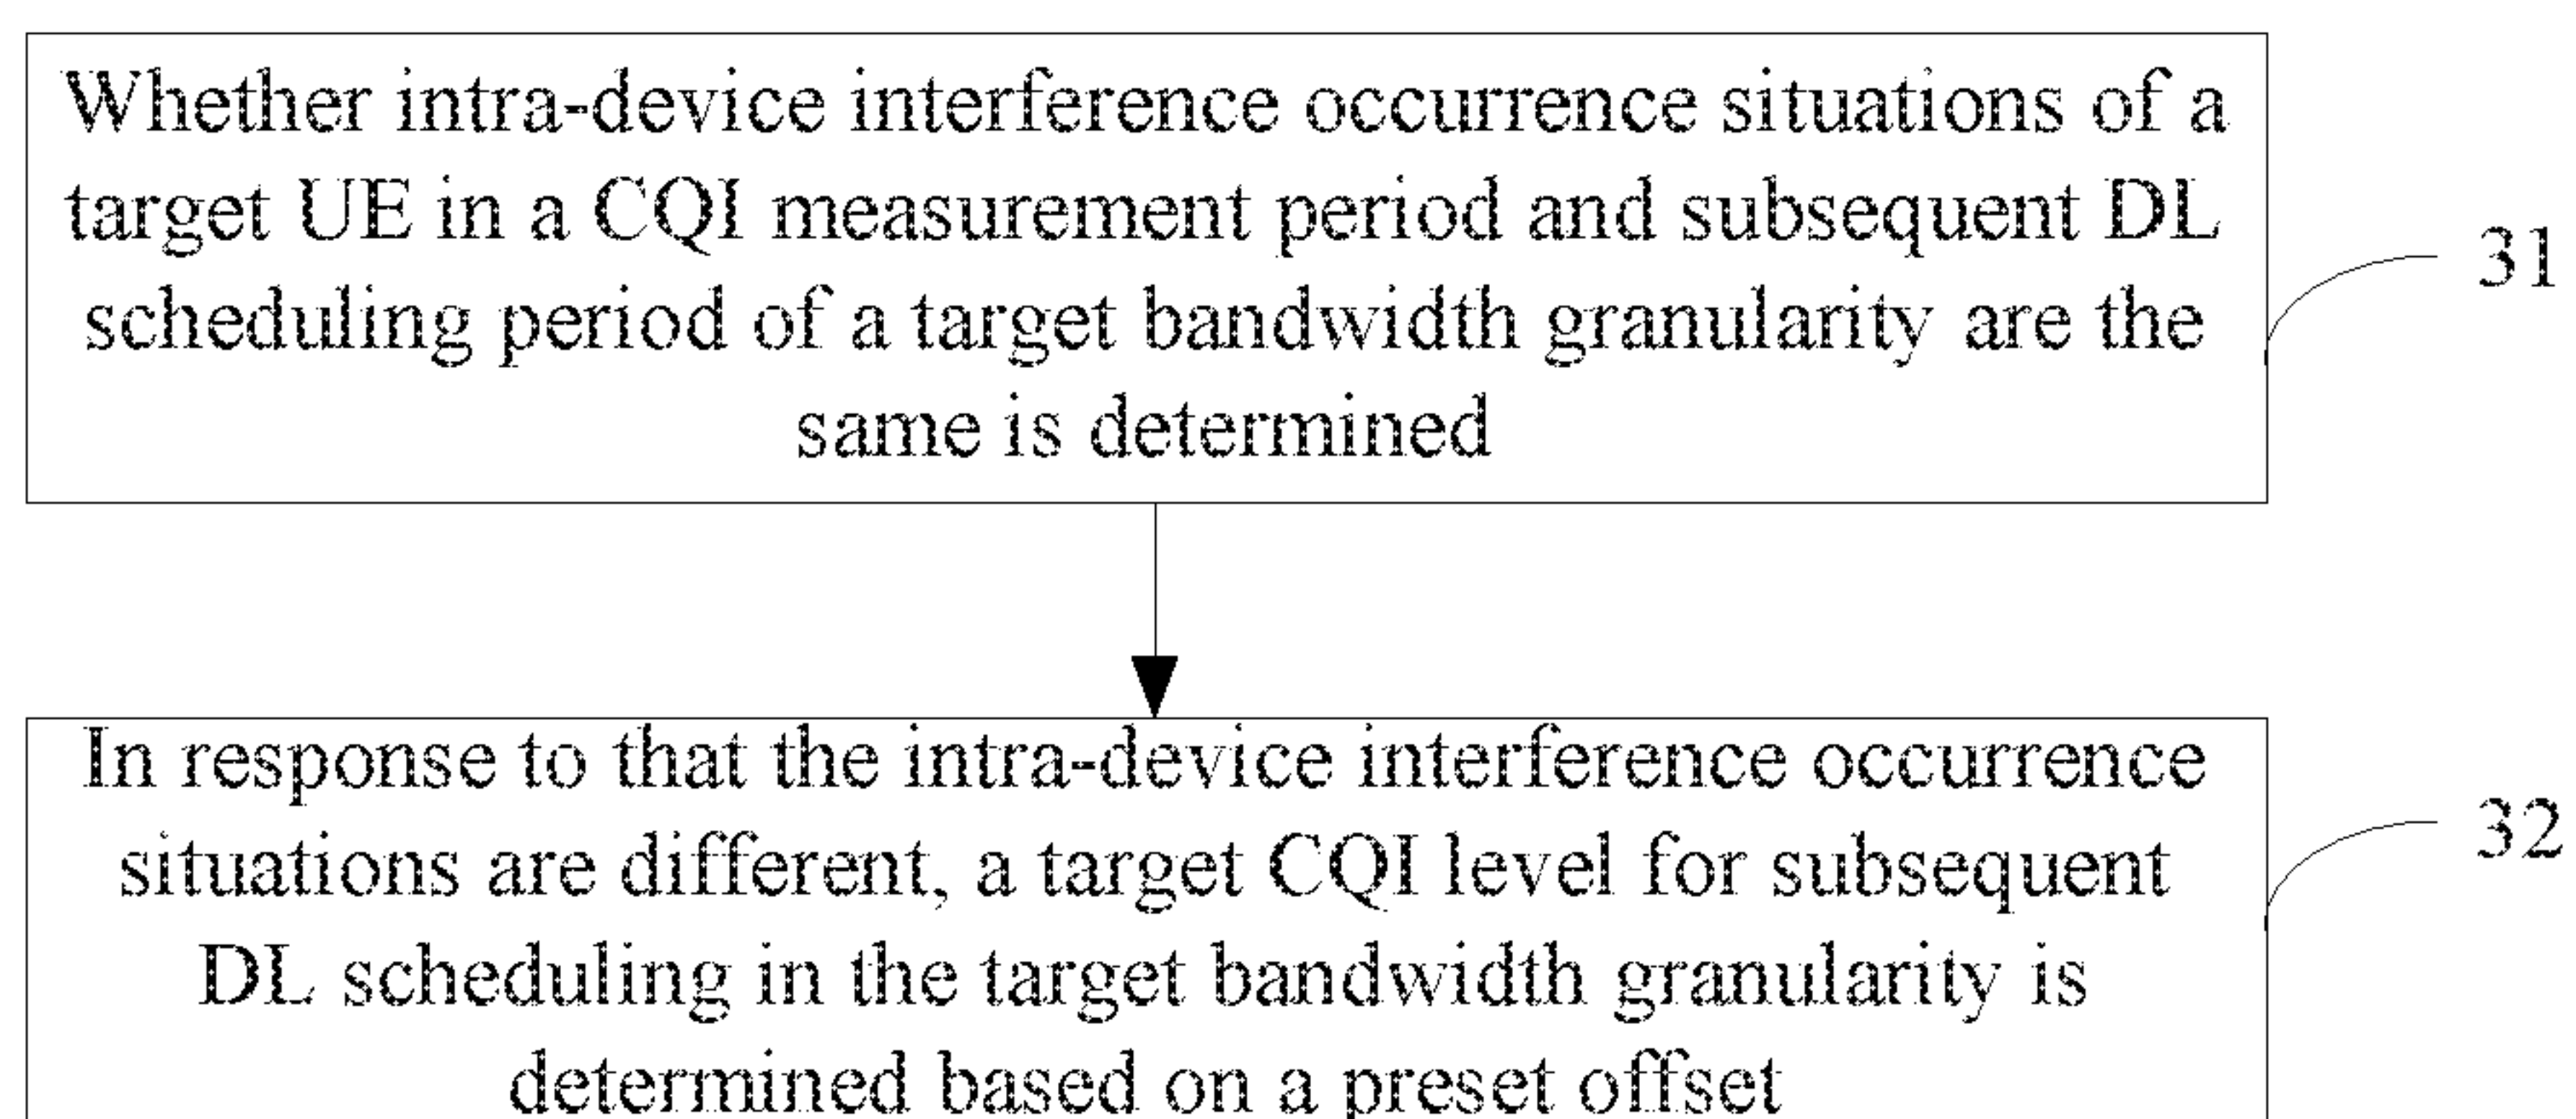 Whether intra-device interference occurrence situations of a
target UE in a CQI measurement period and subsequent DL
scheduling period of a target bandwidth granularity are the
same is determined
31
In response to that the intra-device interference occurrence
situations are different, a target CQI level for subsequent
DL scheduling in the target bandwidth granularity is
determined based on a preset offset
32